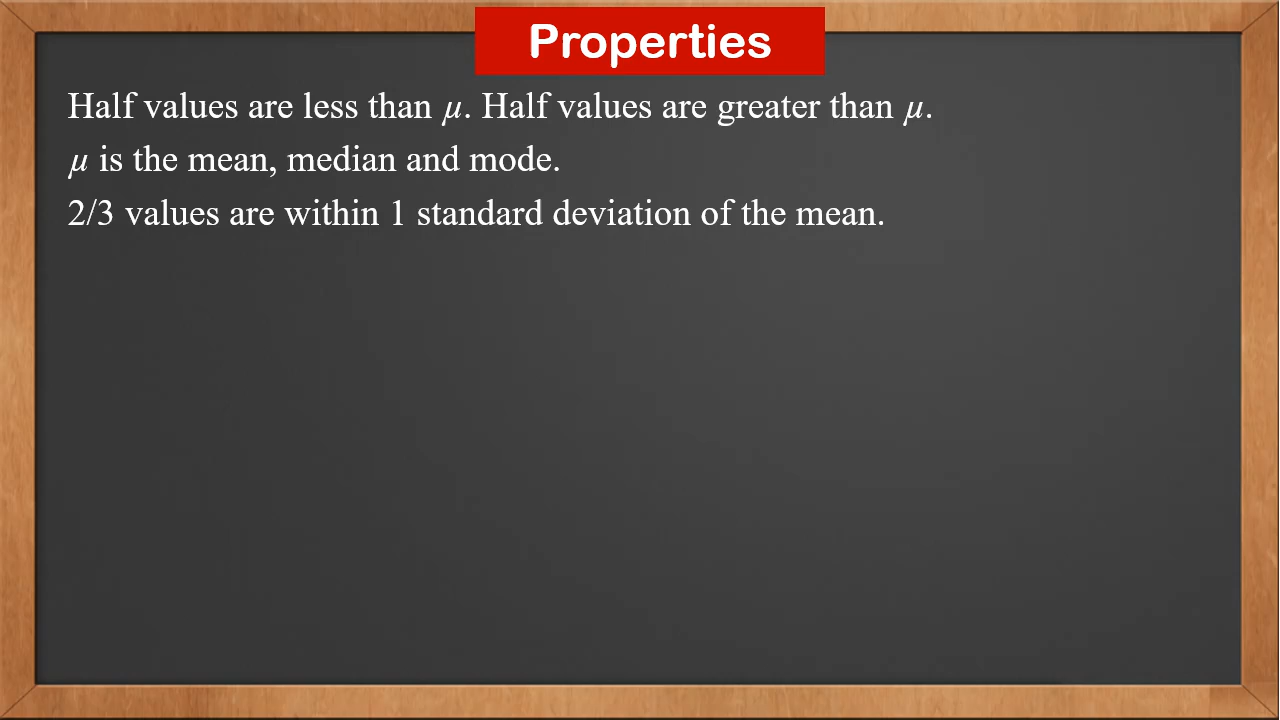 Properties
Half values are less than μ. Half values are greater than μ.
μ is the mean, median and mode.
2/3 values are within 1 standard deviation of the mean.